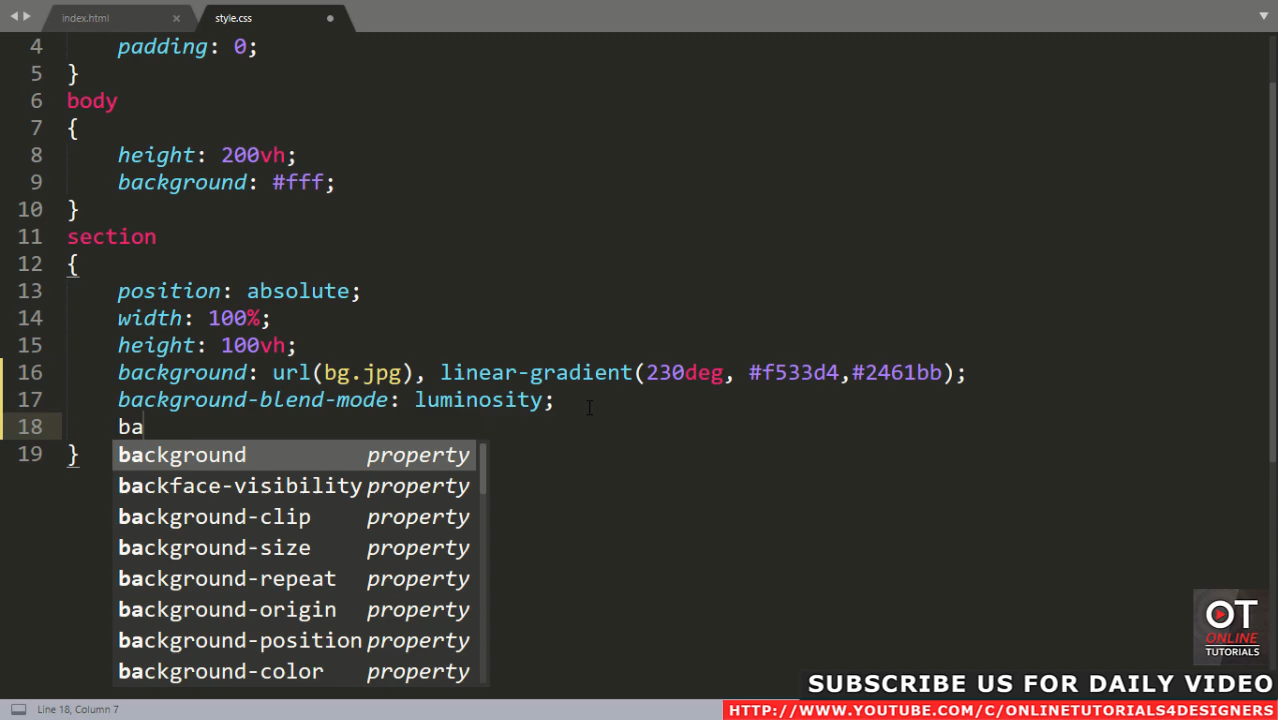 index.html × style.css
4 padding: 0;
5 }
6 body
7 {
8 height: 200vh;
9 background: #fff;
10 }
11 section
12 {
13 position: absolute;
14 width: 100%;
15 height: 100vh;
16 background: url(bg.jpg), linear-gradient(230deg, #f533d4,#2461bb);
17 background-blend-mode: luminosity;
18 ba
19 }
background property
backface-visibility property
background-clip property
background-size property
background-repeat property
background-origin property
background-position property
background-color property
OT
ONLINE
TUTORIALS
SUBSCRIBE US FOR DAILY VIDEO
HTTP://WWW.YOUTUBE.COM/C/ONLINETUTORIALS4DESIGNERS
Line 18, Column 7